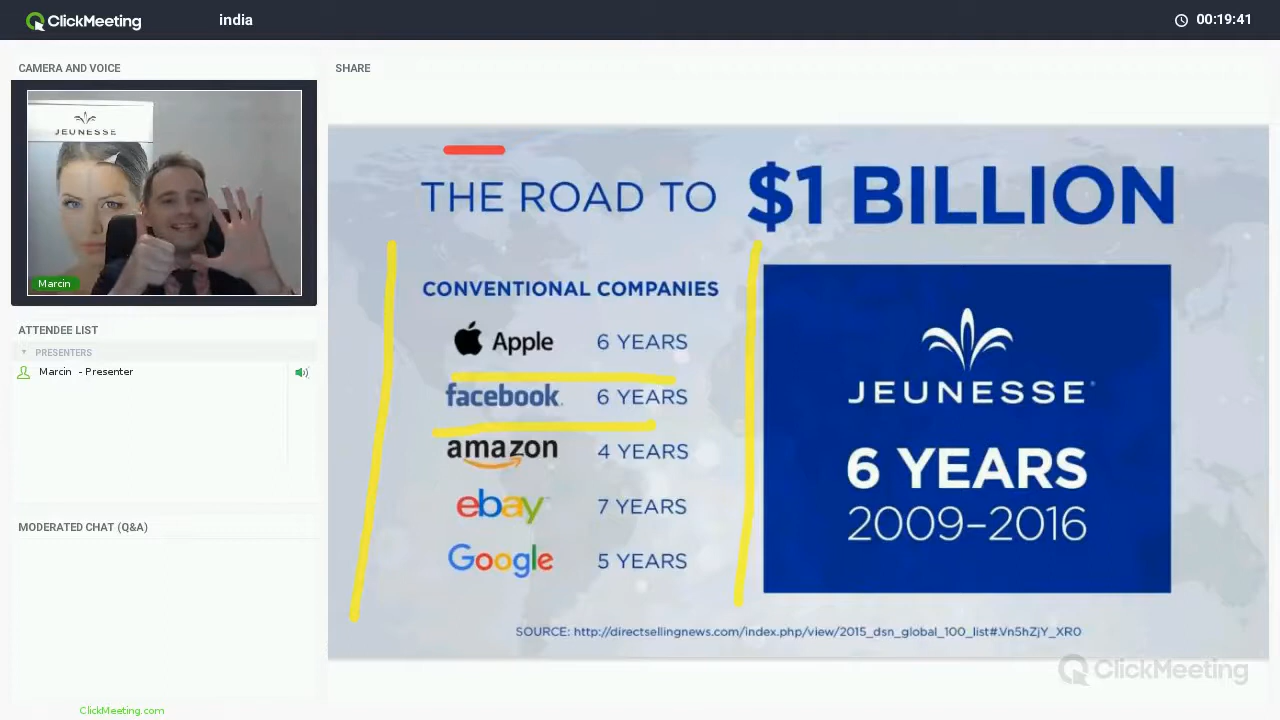 ClickMeeting
india
00:19:41
CAMERA AND VOICE
SHARE
JEUNESSE
Marcin
ATTENDEE LIST
PRESENTERS
Marcin - Presenter
MODERATED CHAT (Q&A)
ClickMeeting.com
THE ROAD TO $1 BILLION
CONVENTIONAL COMPANIES
Apple 6 YEARS
facebook. 6 YEARS
amazon 4 YEARS
ebay 7 YEARS
Google 5 YEARS
JEUNESSE
6 YEARS
2009–2016
SOURCE: http://directsellingnews.com/index.php/view/2015_dsn_global_100_list#.Vn5hZjY_XR0
ClickMeeting